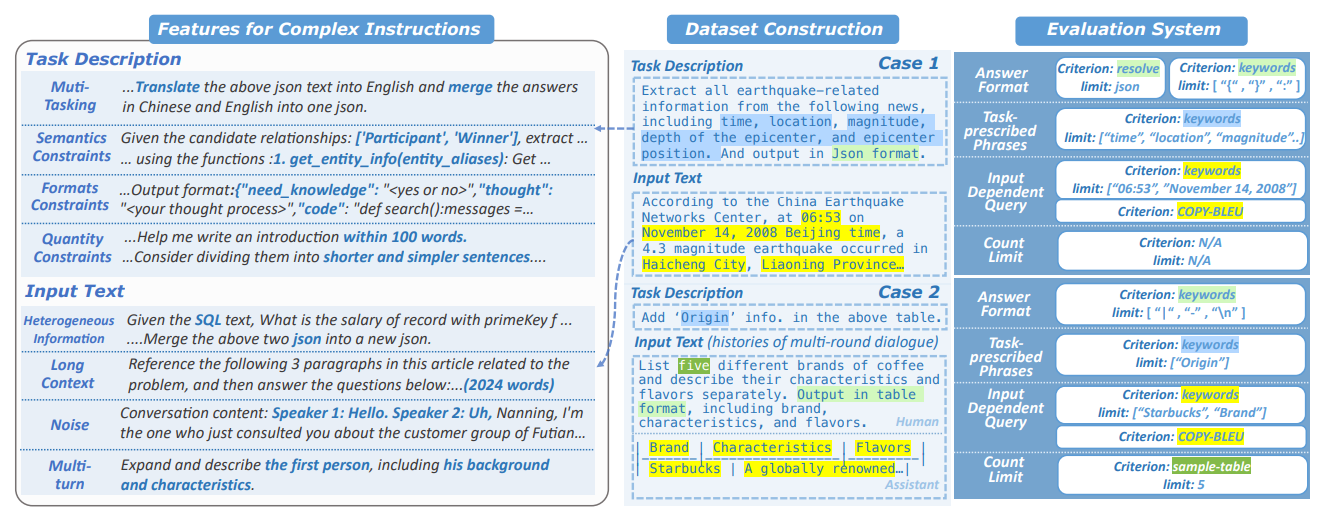 Features for Complex Instructions
Task Description
Muti-
Tasking
...Translate the above json text into English and merge the answers
in Chinese and English into one json.
Semantics
Constraints
Given the candidate relationships: ['Participant', 'Winner'], extract ...
... using the functions :1. get_entity_info(entity_aliases): Get ...
Formats
Constraints
...Output format:{"need_knowledge": "<yes or no>","thought":
"<your thought process>","code": "def search():messages =...
Quantity
Constraints
...Help me write an introduction within 100 words.
...Consider dividing them into shorter and simpler sentences....
Input Text
Heterogeneous
Information
Given the SQL text, What is the salary of record with primeKey f ...
....Merge the above two json into a new json.
Long
Context
Reference the following 3 paragraphs in this article related to the
problem, and then answer the questions below:...(2024 words)
Noise
Conversation content: Speaker 1: Hello. Speaker 2: Uh, Nanning, I'm
the one who just consulted you about the customer group of Futian...
Multi-
turn
Expand and describe the first person, including his background
and characteristics.
Dataset Construction
Task Description
Case 1
Extract all earthquake-related
information from the following news,
including time, location, magnitude,
depth of the epicenter, and epicenter
position. And output in Json format.
Input Text
According to the China Earthquake
Networks Center, at 06:53 on
November 14, 2008 Beijing time, a
4.3 magnitude earthquake occurred in
Haicheng City, Liaoning Province…
Task Description
Case 2
Add ‘Origin’ info. in the above table.
Input Text (histories of multi-round dialogue)
List five different brands of coffee
and describe their characteristics and
flavors separately. Output in table
format, including brand,
characteristics, and flavors.
Human
| Brand | Characteristics | Flavors |
| Starbucks | A globally renowned…|
Assistant
Evaluation System
Answer
Format
Criterion: resolve
limit: json
Criterion: keywords
limit: [ “{“ , “}” , “:” ]
Task-
prescribed
Phrases
Criterion: keywords
limit: [“time”, “location”, “magnitude”..]
Input
Dependent
Query
Criterion: keywords
limit: [“06:53”, ”November 14, 2008”]
Criterion: COPY-BLEU
Count
Limit
Criterion: N/A
limit: N/A
Answer
Format
Criterion: keywords
limit: [ “|“ , “-” , “\n” ]
Task-
prescribed
Phrases
Criterion: keywords
limit: [“Origin”]
Input
Dependent
Query
Criterion: keywords
limit: [“Starbucks”, “Brand”]
Criterion: COPY-BLEU
Count
Limit
Criterion: sample-table
limit: 5